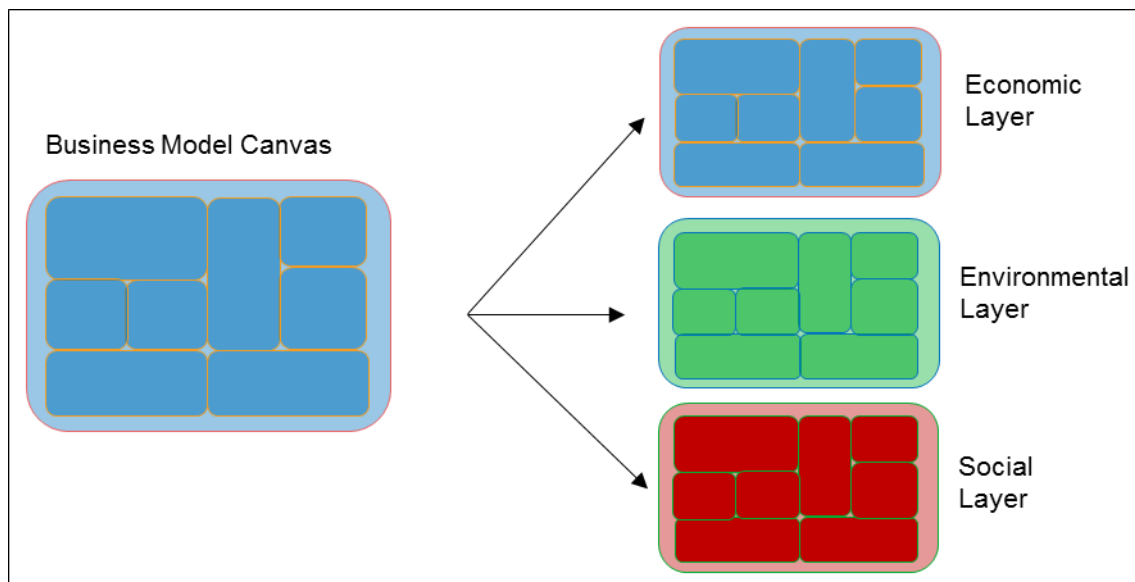 Business Model Canvas
Economic
Layer
Environmental
Layer
Social
Layer